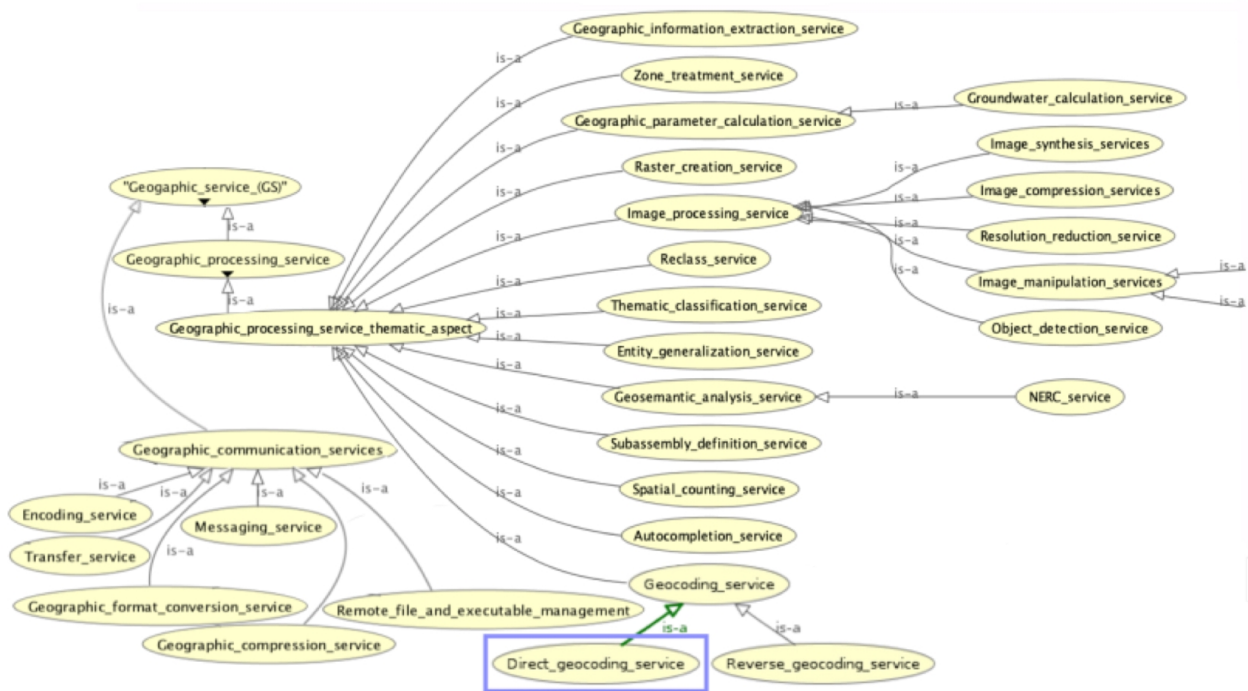 Geographic_information_extraction_service
is-a
Zone_treatment_service
is-a
Groundwater_calculation_service
is-a
Geographic_parameter_calculation_service
is-a
Image_synthesis_services
Raster_creation_service
is-a
is-a
"Geogaphic_service_(GS)"
Image_compression_services
is-a
is-a
Image_processing_service
is-a
is-a
Resolution_reduction_service
is-a
is-a
Geographic_processing_service
Reclass_service
is-a
is-a
Image_manipulation_services
is-a
is-a
is-a
Thematic_classification_service
is-a
is-a
Geographic_processing_service_thematic_aspect
Object_detection_service
is-a
Entity_generalization_service
is-a
Geosemantic_analysis_service
is-a
NERC_service
is-a
Subassembly_definition_service
Geographic_communication_services
is-a
is-a
is-a
is-a
is-a
Spatial_counting_service
is-a
Encoding_service
Messaging_service
Autocompletion_service
is-a
Transfer_service
is-a
Geocoding_service
Geographic_format_conversion_service
Remote_file_and_executable_management
is-a
is-a
Geographic_compression_service
Direct_geocoding_service
Reverse_geocoding_service